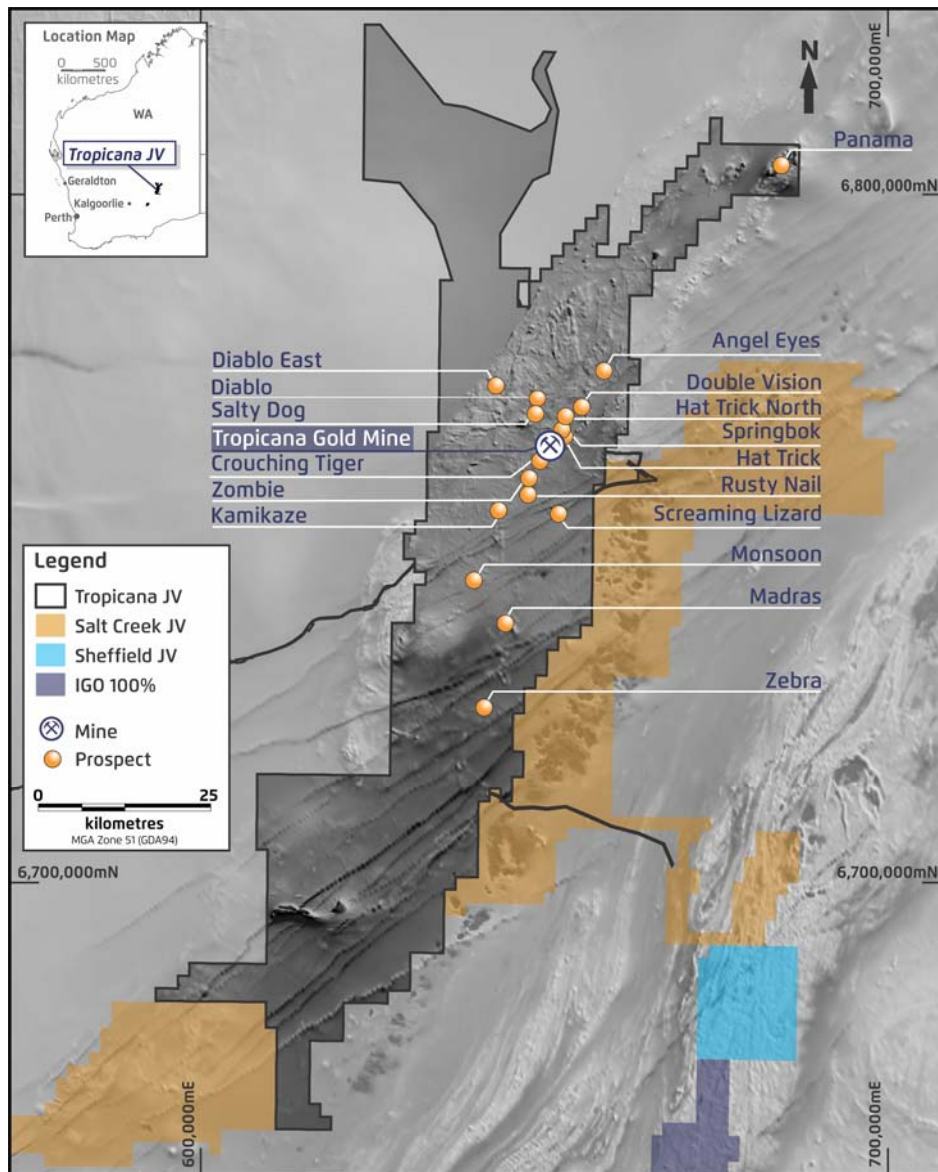 Location Map
0 500
kilometres
WA
Tropicana JV
Geraldton
Kalgoorlie
Perth
N
700,000mE
Panama
6,800,000mN
Diablo East
Diablo
Salty Dog
Tropicana Gold Mine
Crouching Tiger
Zombie
Kamikaze
Angel Eyes
Double Vision
Hat Trick North
Springbok
Hat Trick
Rusty Nail
Screaming Lizard
Monsoon
Madras
Zebra
Legend
Tropicana JV
Salt Creek JV
Sheffield JV
IGO 100%
Mine
Prospect
0 25
kilometres
MGA Zone 51 (GDA94)
6,700,000mN
6,700,000mN
600,000mE
700,000mE